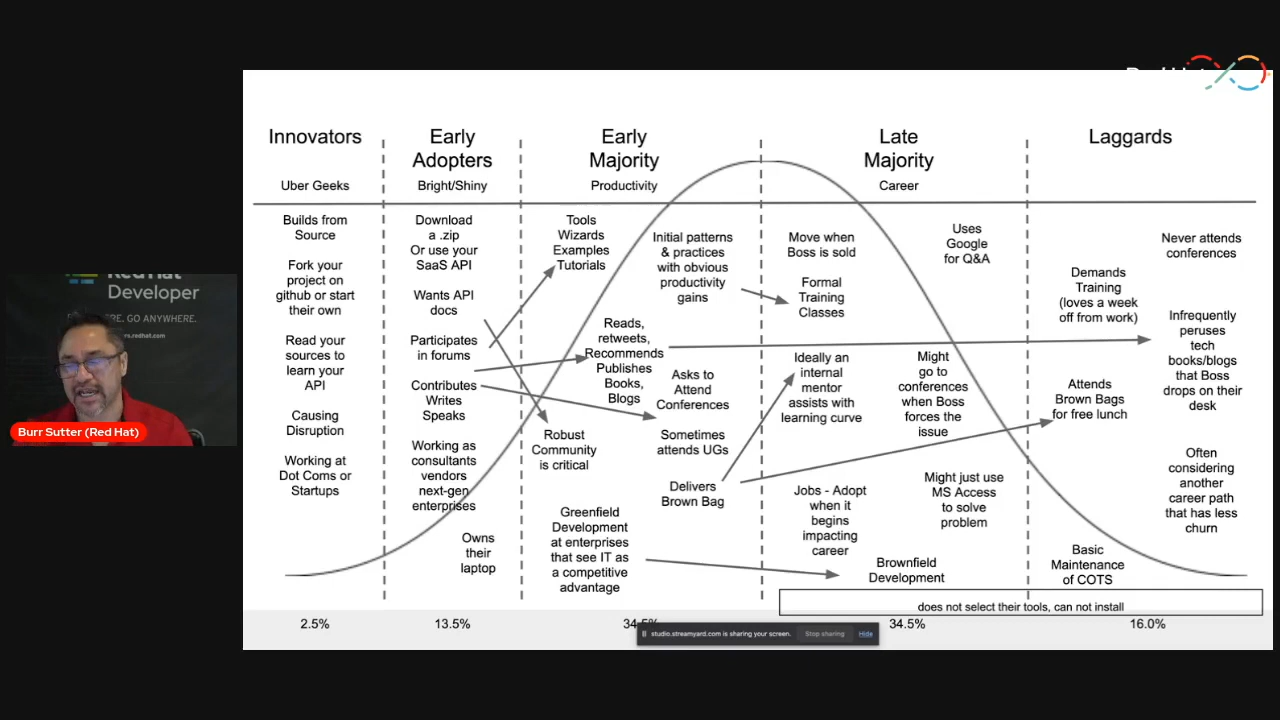 Red Hat
Developer
GO ANYWHERE.
Burr Sutter (Red Hat)
Innovators
Uber Geeks
Builds from
Source
Fork your
project on
github or start
their own
Read your
sources to
learn your
API
Causing
Disruption
Working at
Dot Coms or
Startups
2.5%
Early
Adopters
Bright/Shiny
Download
a .zip
Or use your
SaaS API
Wants API
docs
Participates
in forums
Contributes
Writes
Speaks
Working as
consultants
vendors
next-gen
enterprises
Owns
their
laptop
13.5%
Early
Majority
Productivity
Tools
Wizards
Examples
Tutorials
Initial patterns
& practices
with obvious
productivity
gains
Reads,
retweets,
Recommends
Publishes
Books,
Blogs
Asks to
Attend
Conferences
Robust
Community
is critical
Sometimes
attends UGs
Delivers
Brown Bag
Greenfield
Development
at enterprises
that see IT as
a competitive
advantage
Late
Majority
Career
Move when
Boss is sold
Uses
Google
for Q&A
Formal
Training
Classes
Ideally an
internal
mentor
assists with
learning curve
Might
go to
conferences
when Boss
forces the
issue
Jobs - Adopt
when it
begins
impacting
career
Might just use
MS Access
to solve
problem
Brownfield
Development
34.5%
Laggards
Never attends
conferences
Demands
Training
(loves a week
off from work)
Infrequently
peruses
tech
books/blogs
that Boss
drops on their
desk
Attends
Brown Bags
for free lunch
Often
considering
another
career path
that has less
churn
Basic
Maintenance
of COTS
does not select their tools, can not install
16.0%
studio.streamyard.com is sharing your screen.
Stop sharing
Hide